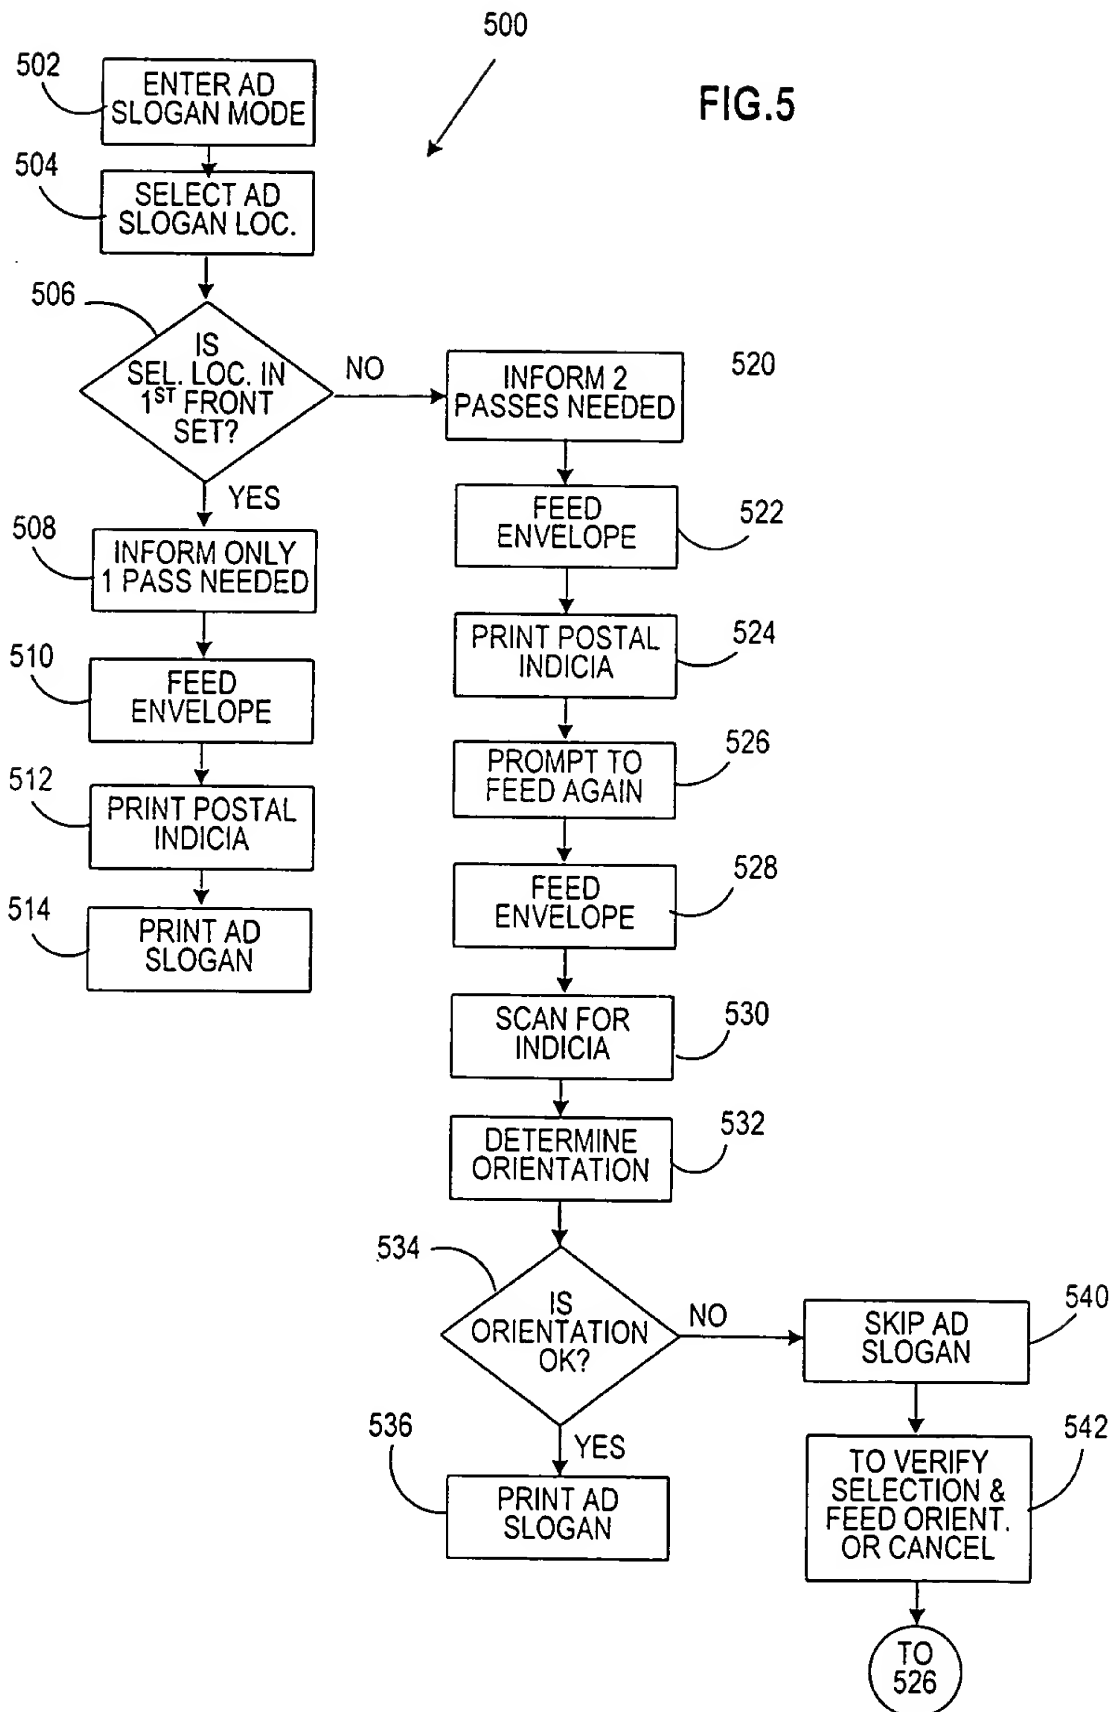 500
FIG.5
502
ENTER AD
SLOGAN MODE
504
SELECT AD
SLOGAN LOC.
506
IS
SEL. LOC. IN
1ST FRONT
SET?
NO
YES
508
INFORM ONLY
1 PASS NEEDED
510
FEED
ENVELOPE
512
PRINT POSTAL
INDICIA
514
PRINT AD
SLOGAN
520
INFORM 2
PASSES NEEDED
522
FEED
ENVELOPE
524
PRINT POSTAL
INDICIA
526
PROMPT TO
FEED AGAIN
528
FEED
ENVELOPE
530
SCAN FOR
INDICIA
532
DETERMINE
ORIENTATION
534
IS
ORIENTATION
OK?
NO
YES
536
PRINT AD
SLOGAN
540
SKIP AD
SLOGAN
542
TO VERIFY
SELECTION &
FEED ORIENT.
OR CANCEL
TO
526